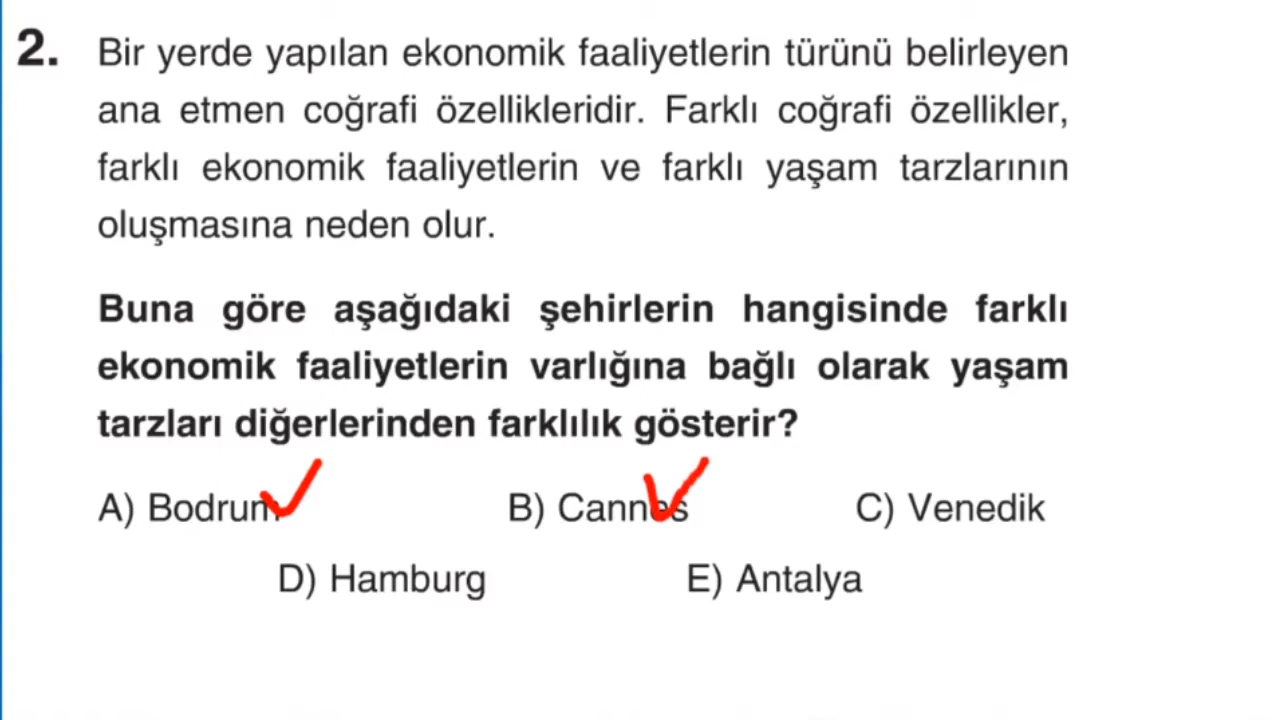 2. Bir yerde yapılan ekonomik faaliyetlerin türünü belirleyen
ana etmen coğrafi özellikleridir. Farklı coğrafi özellikler,
farklı ekonomik faaliyetlerin ve farklı yaşam tarzlarının
oluşmasına neden olur.
Buna göre aşağıdaki şehirlerin hangisinde farklı
ekonomik faaliyetlerin varlığına bağlı olarak yaşam
tarzları diğerlerinden farklılık gösterir?
A) Bodrum B) Cannes C) Venedik
D) Hamburg E) Antalya